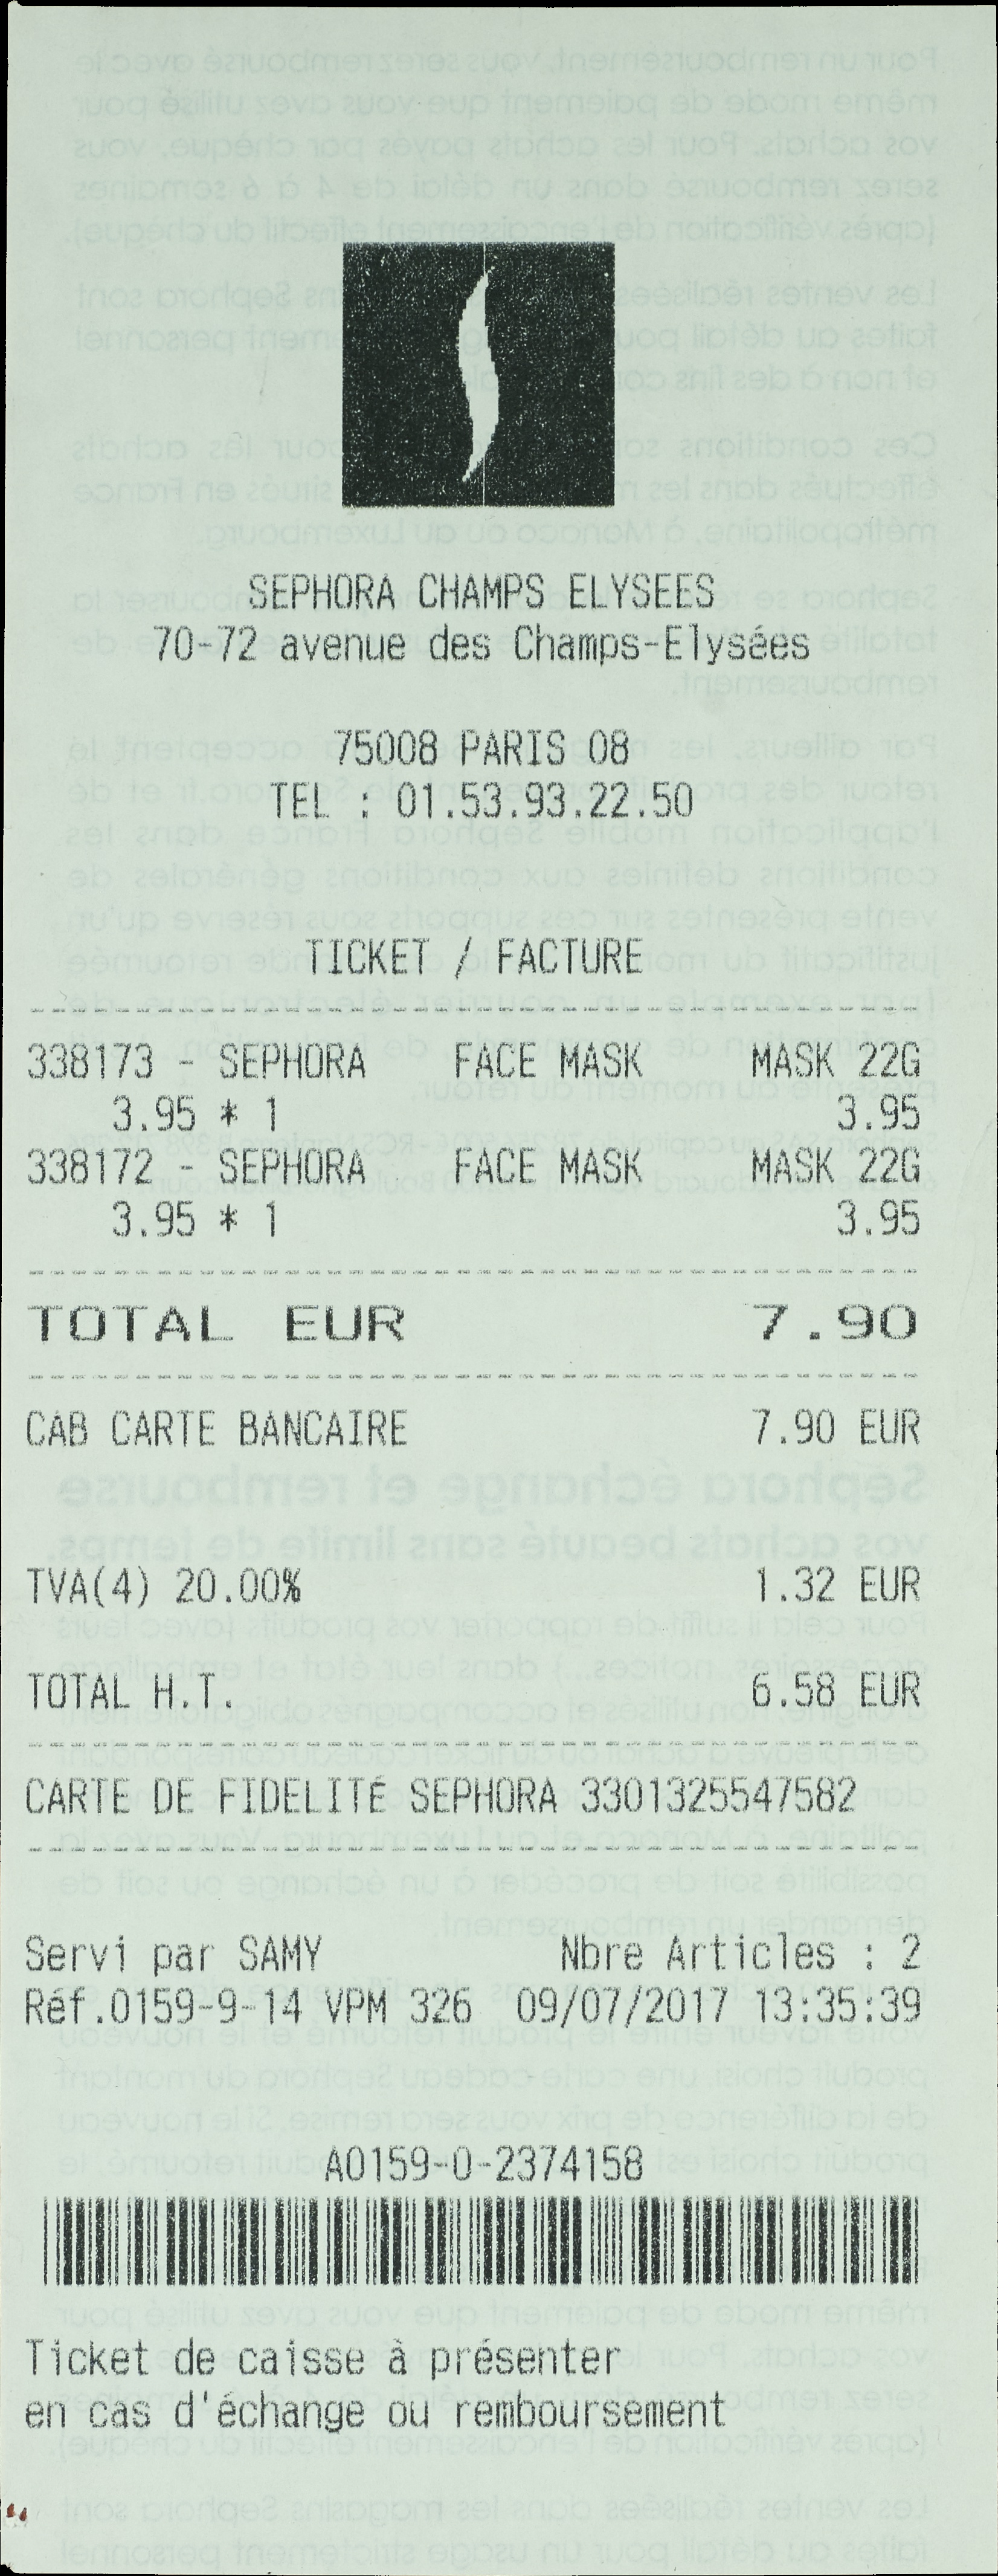 SEPHORA CHAMPS ELYSEES
70-72 avenue des Champs-Elysées
75008 PARIS 08
TEL : 01.53.93.22.50
TICKET / FACTURE
338173 - SEPHORA FACE MASK MASK 22G
3.95 * 1 3.95
338172 - SEPHORA FACE MASK MASK 22G
3.95 * 1 3.95
TOTAL EUR 7.90
CAB CARTE BANCAIRE 7.90 EUR
TVA(4) 20.00% 1.32 EUR
TOTAL H.T. 6.58 EUR
CARTE DE FIDELITÉ SEPHORA 3301325547582
Servi par SAMY Nbre Articles : 2
Réf.0159-9-14 VPM 326 09/07/2017 13:35:39
A0159-0-2374158
Ticket de caisse à présenter
en cas d'échange ou remboursement